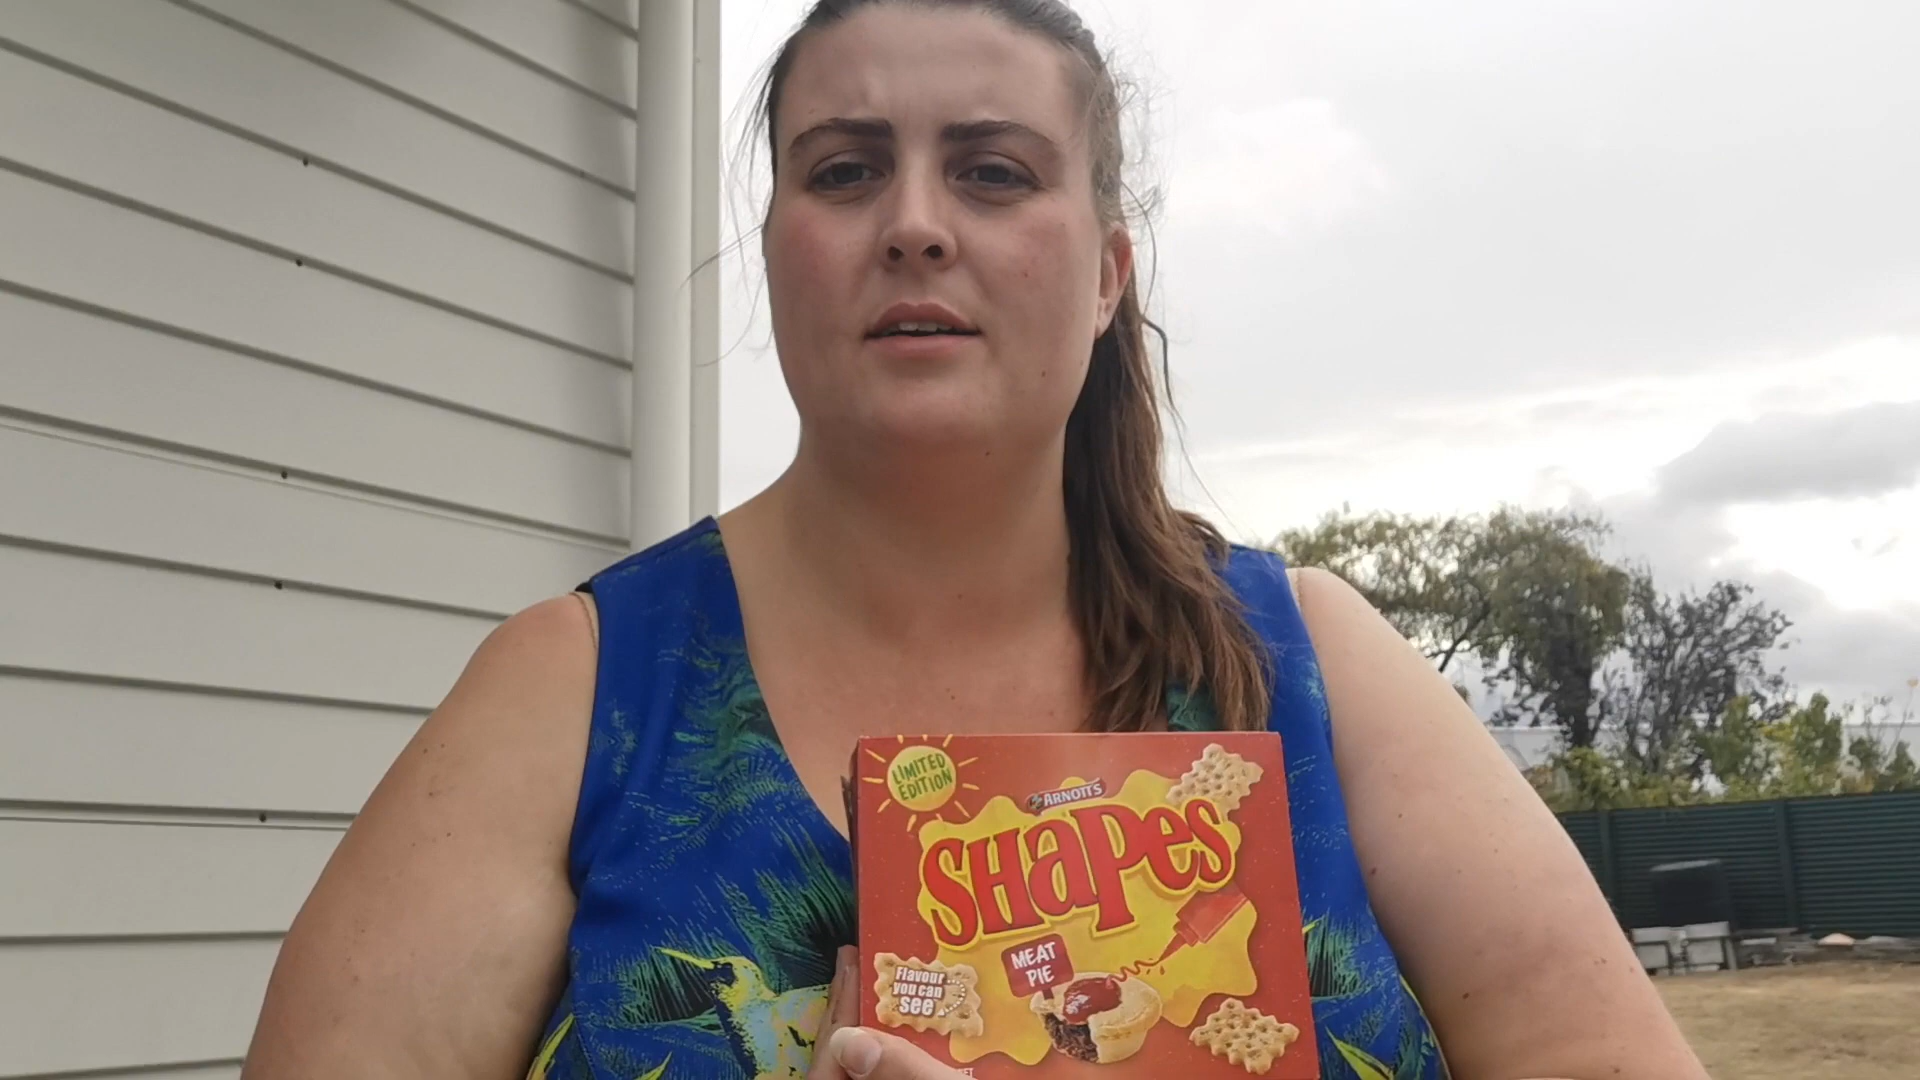 LIMITED
EDITION
ARNOTT'S
SHaPes
MEAT
PIE
Flavour
you can
see